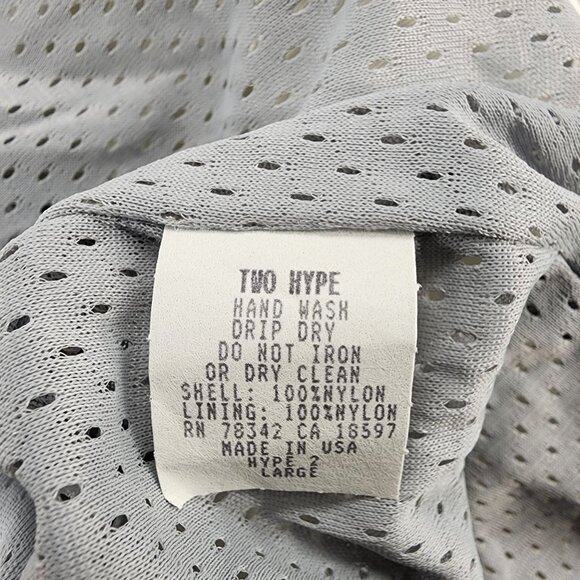 TWO HYPE
HAND WASH
DRIP DRY
DO NOT IRON
OR DRY CLEAN
SHELL: 100%NYLON
LINING: 100%NYLON
RN 78342 CA 18597
MADE IN USA
HYPE 2
LARGE